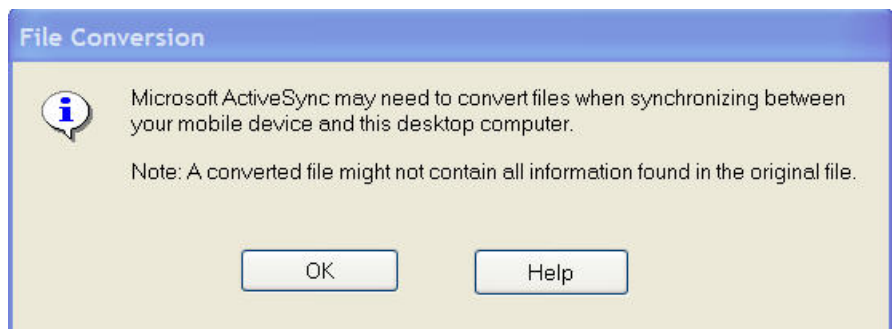 File Conversion
Microsoft ActiveSync may need to convert files when synchronizing between
your mobile device and this desktop computer.
Note: A converted file might not contain all information found in the original file.
OK
Help